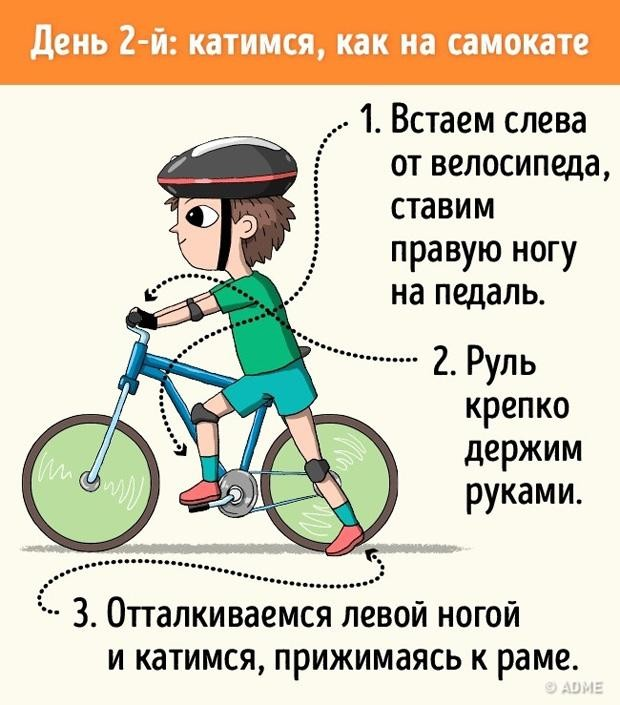 День 2-й: катимся, как на самокате
1. Встаем слева
от велосипеда,
ставим
правую ногу
на педаль.
2. Руль
крепко
держим
руками.
3. Отталкиваемся левой ногой
и катимся, прижимаясь к раме.
© ADME